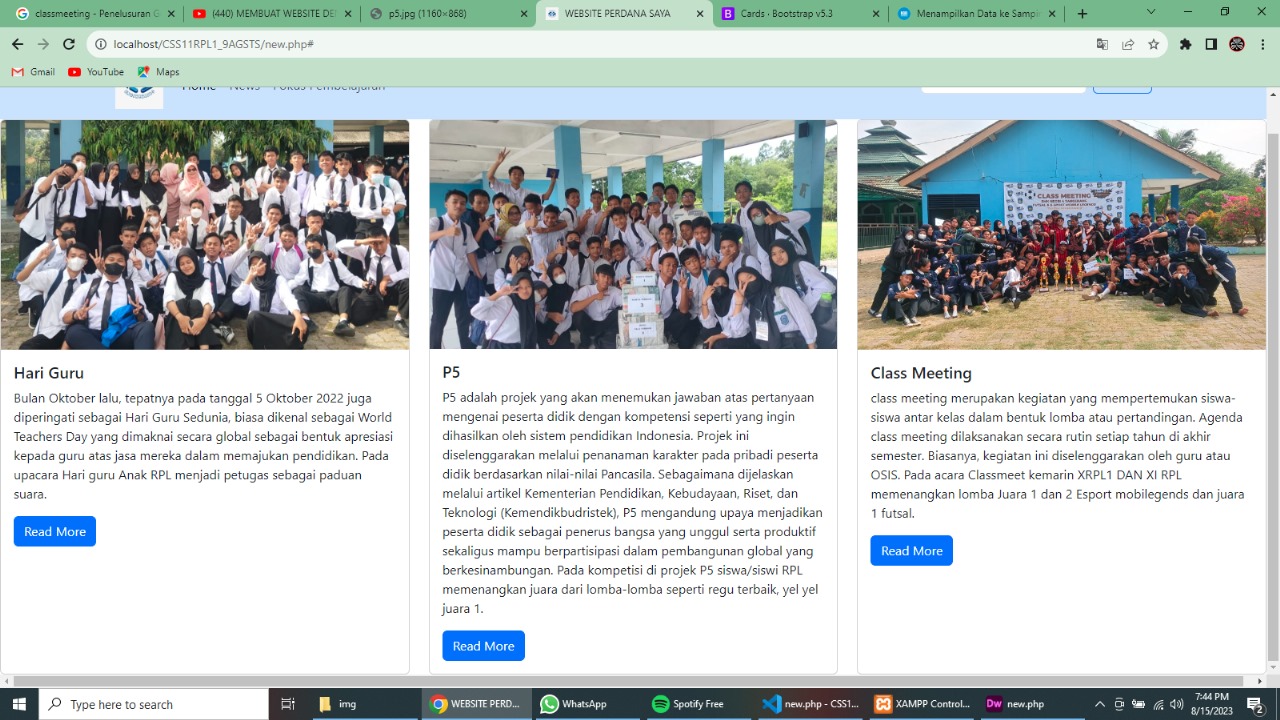 classmeeting - Penelusuran G
(440) MEMBUAT WEBSITE DE
p5.jpg (1160×868)
WEBSITE PERDANA SAYA
Cards · Bootstrap v5.3
Menampilkan Data ke Sampi
localhost/CSS11RPL1_9AGSTS/new.php#
Gmail
YouTube
Maps
Home
News
Fokus Pembelajaran
CLASS MEETING
Hari Guru
Bulan Oktober lalu, tepatnya pada tanggal 5 Oktober 2022 juga
diperingati sebagai Hari Guru Sedunia, biasa dikenal sebagai World
Teachers Day yang dimaknai secara global sebagai bentuk apresiasi
kepada guru atas jasa mereka dalam memajukan pendidikan. Pada
upacara Hari guru Anak RPL menjadi petugas sebagai paduan
suara.
Read More
P5
P5 adalah projek yang akan menemukan jawaban atas pertanyaan
mengenai peserta didik dengan kompetensi seperti yang ingin
dihasilkan oleh sistem pendidikan Indonesia. Projek ini
diselenggarakan melalui penanaman karakter pada pribadi peserta
didik berdasarkan nilai-nilai Pancasila. Sebagaimana dijelaskan
melalui artikel Kementerian Pendidikan, Kebudayaan, Riset, dan
Teknologi (Kemendikbudristek), P5 mengandung upaya menjadikan
peserta didik sebagai penerus bangsa yang unggul serta produktif
sekaligus mampu berpartisipasi dalam pembangunan global yang
berkesinambungan. Pada kompetisi di projek P5 siswa/siswi RPL
memenangkan juara dari lomba-lomba seperti regu terbaik, yel yel
juara 1.
Read More
Class Meeting
class meeting merupakan kegiatan yang mempertemukan siswa-
siswa antar kelas dalam bentuk lomba atau pertandingan. Agenda
class meeting dilaksanakan secara rutin setiap tahun di akhir
semester. Biasanya, kegiatan ini diselenggarakan oleh guru atau
OSIS. Pada acara Classmeet kemarin XRPL1 DAN XI RPL
memenangkan lomba Juara 1 dan 2 Esport mobilegends dan juara
1 futsal.
Read More
Type here to search
img
WEBSITE PERD...
WhatsApp
Spotify Free
new.php - CSS1...
XAMPP Control...
new.php
7:44 PM
8/15/2023
2